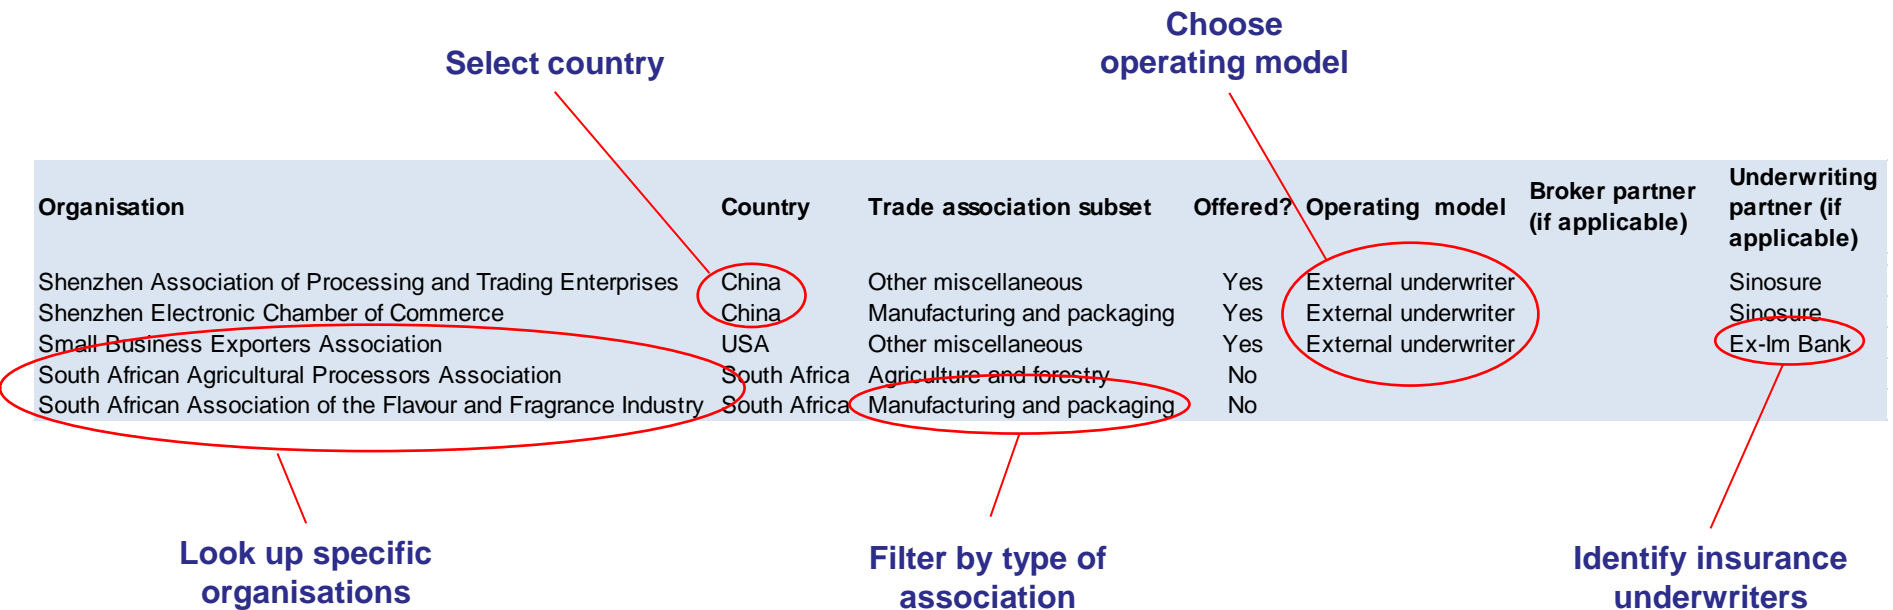 Choose
operating model
Select country
Organisation Country Trade association subset Offered? Operating model Broker partner (if applicable) Underwriting partner (if applicable)
Shenzhen Association of Processing and Trading Enterprises China Other miscellaneous Yes External underwriter Sinosure
Shenzhen Electronic Chamber of Commerce China Manufacturing and packaging Yes External underwriter Sinosure
Small Business Exporters Association USA Other miscellaneous Yes External underwriter Ex-Im Bank
South African Agricultural Processors Association South Africa Agriculture and forestry No
South African Association of the Flavour and Fragrance Industry South Africa Manufacturing and packaging No
Look up specific
organisations
Filter by type of
association
Identify insurance
underwriters